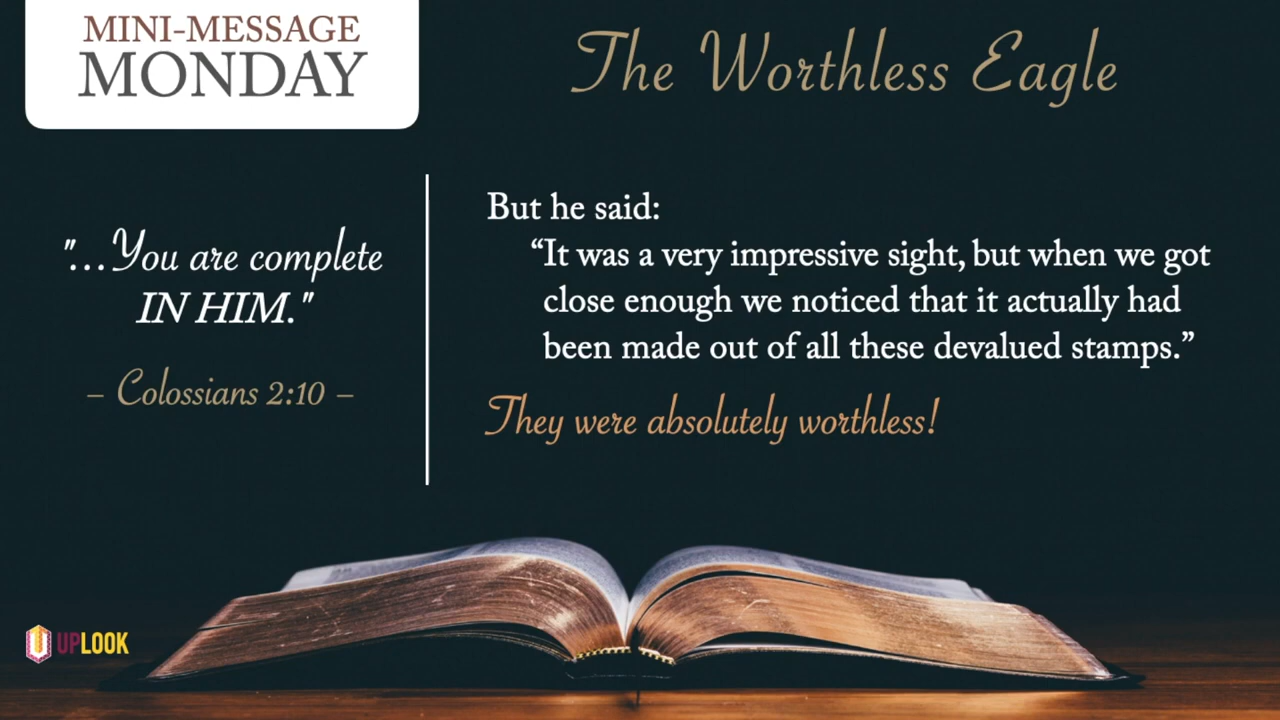 MINI-MESSAGE
MONDAY
The Worthless Eagle
"...You are complete
IN HIM."
– Colossians 2:10 –
But he said:
“It was a very impressive sight, but when we got
close enough we noticed that it actually had
been made out of all these devalued stamps.”
They were absolutely worthless!
UPLOOK